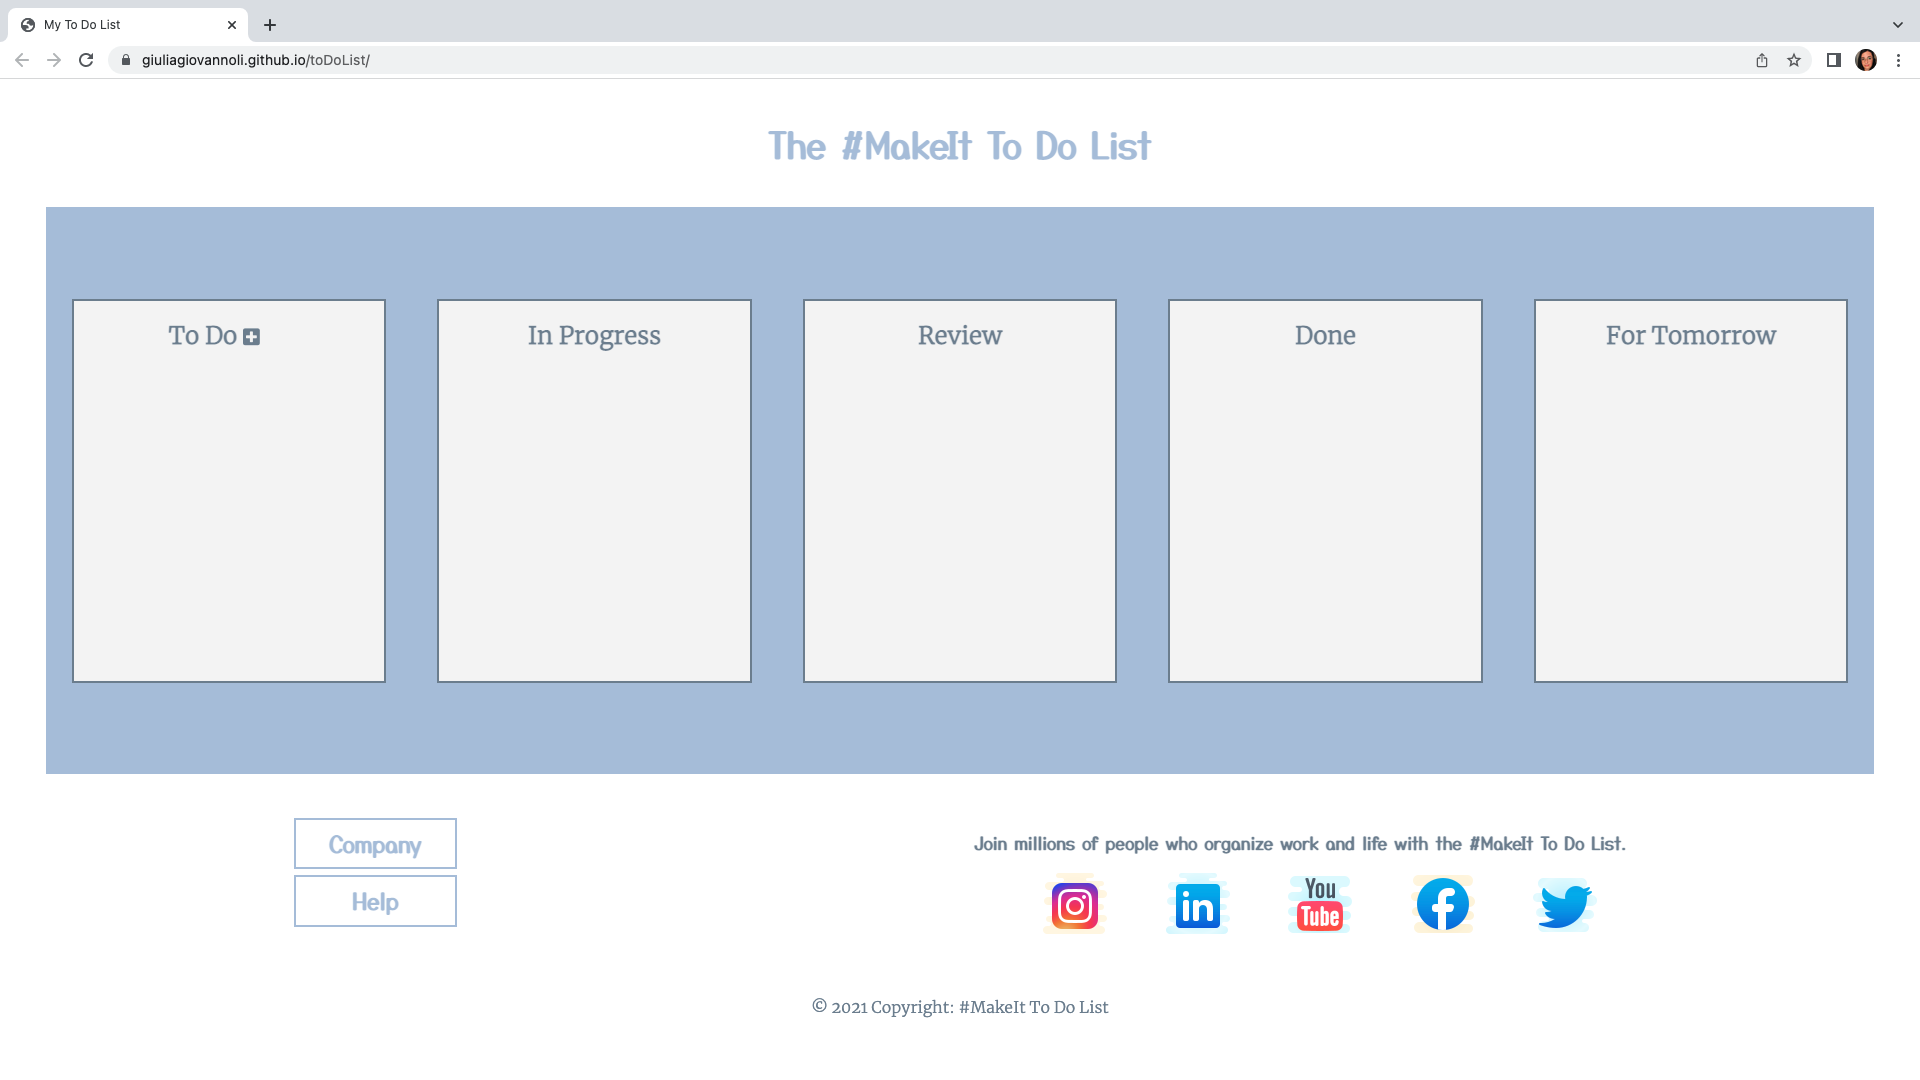 My To Do List
giuliagiovannoli.github.io/toDoList/
The #MakeIt To Do List
To Do
In Progress
Review
Done
For Tomorrow
Company
Help
Join millions of people who organize work and life with the #MakeIt To Do List.
in
You
Tube
© 2021 Copyright: #MakeIt To Do List